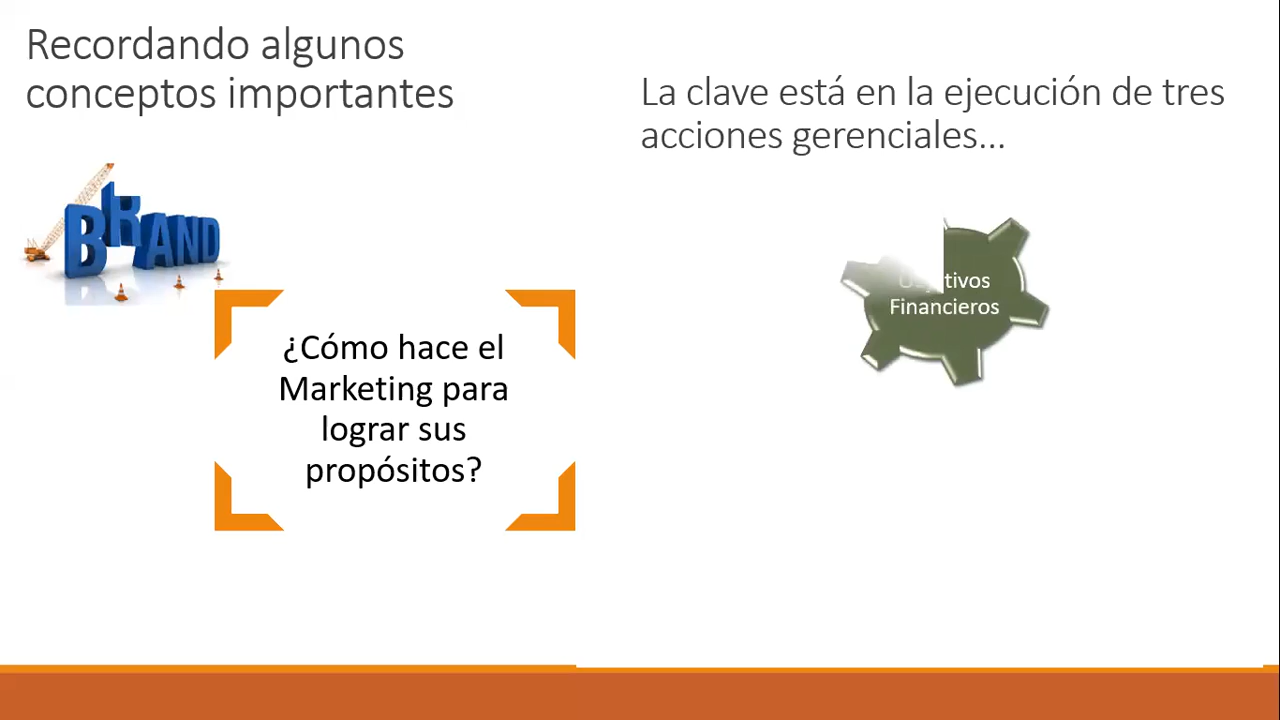 Recordando algunos
conceptos importantes
BRAND
¿Cómo hace el
Marketing para
lograr sus
propósitos?
La clave está en la ejecución de tres
acciones gerenciales...
Objetivos
Financieros